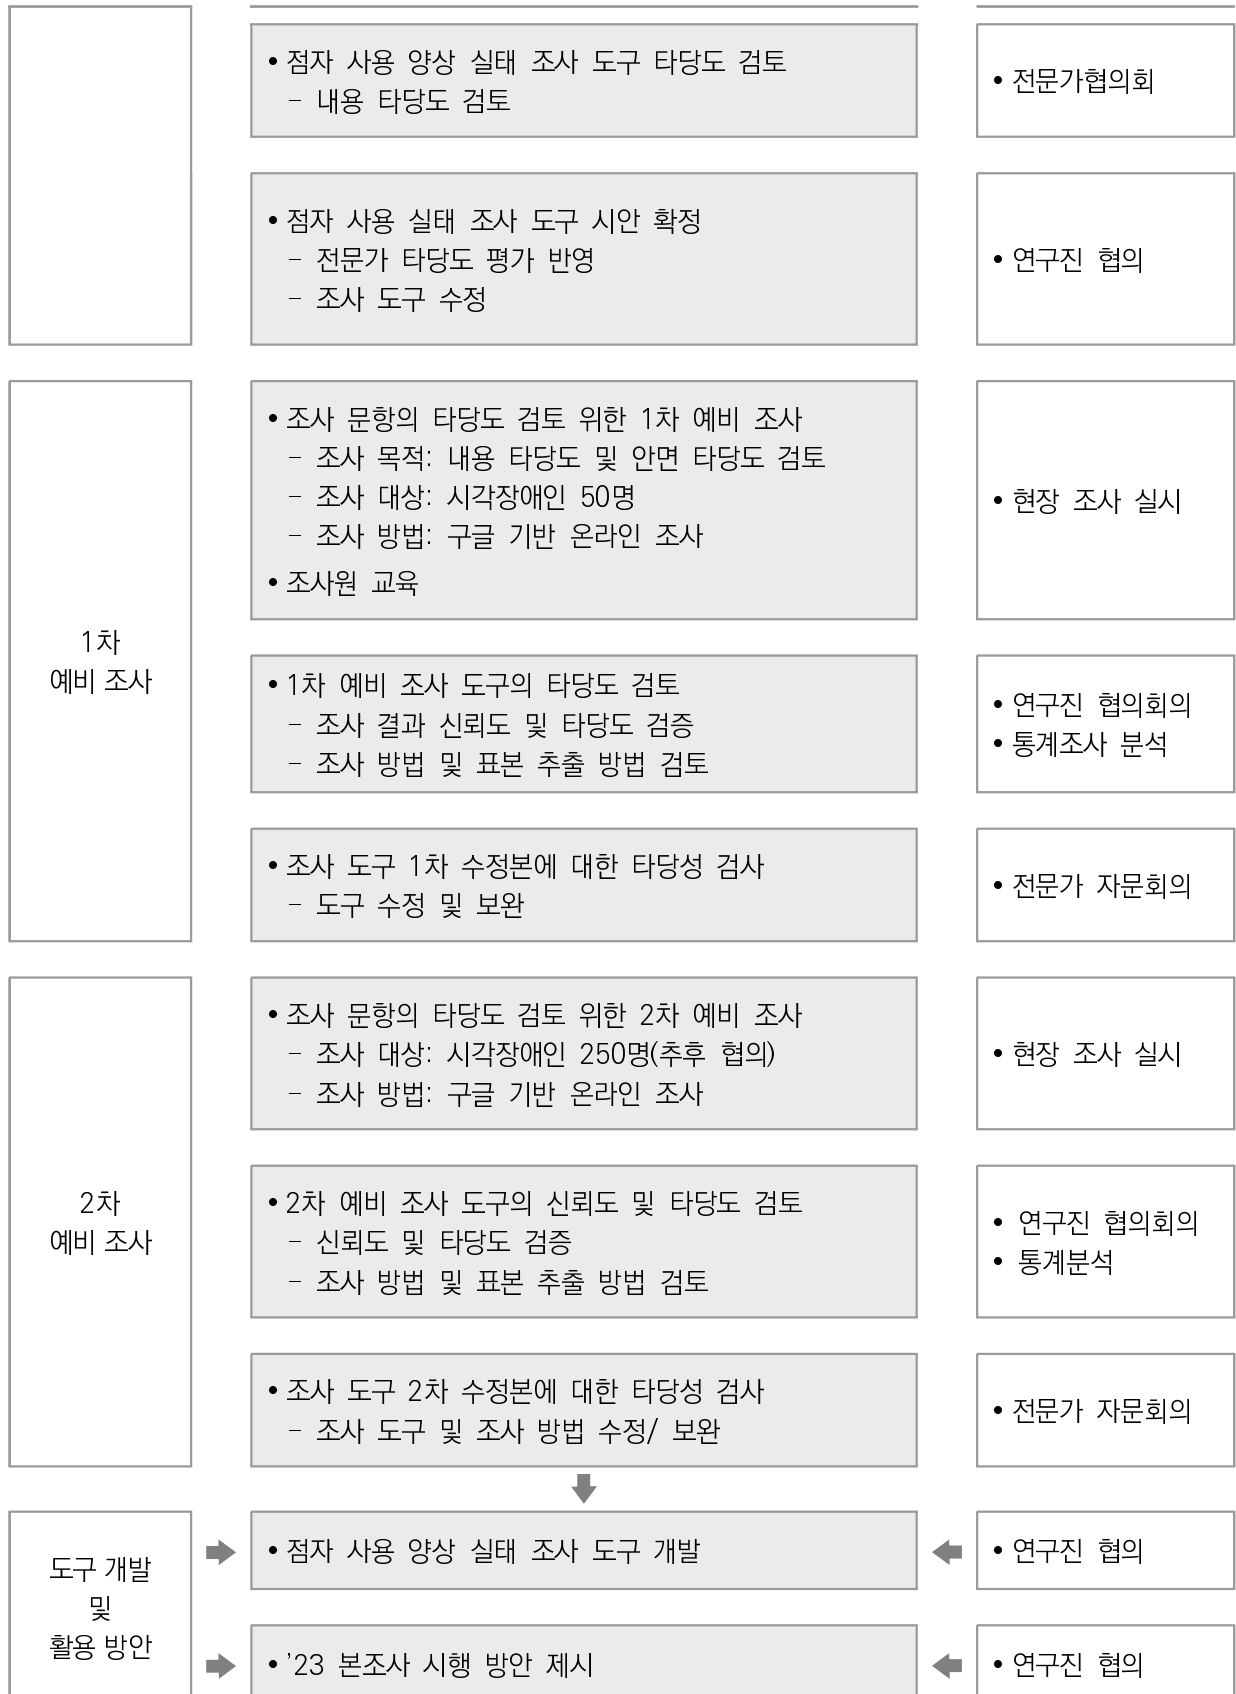 • 점자 사용 양상 실태 조사 도구 타당도 검토
– 내용 타당도 검토
• 전문가협의회
• 점자 사용 실태 조사 도구 시안 확정
– 전문가 타당도 평가 반영
– 조사 도구 수정
• 연구진 협의
1차
예비 조사
• 조사 문항의 타당도 검토 위한 1차 예비 조사
– 조사 목적: 내용 타당도 및 안면 타당도 검토
– 조사 대상: 시각장애인 50명
– 조사 방법: 구글 기반 온라인 조사
• 조사원 교육
• 현장 조사 실시
• 1차 예비 조사 도구의 타당도 검토
– 조사 결과 신뢰도 및 타당도 검증
– 조사 방법 및 표본 추출 방법 검토
• 연구진 협의회의
• 통계조사 분석
• 조사 도구 1차 수정본에 대한 타당성 검사
– 도구 수정 및 보완
• 전문가 자문회의
2차
예비 조사
• 조사 문항의 타당도 검토 위한 2차 예비 조사
– 조사 대상: 시각장애인 250명(추후 협의)
– 조사 방법: 구글 기반 온라인 조사
• 현장 조사 실시
• 2차 예비 조사 도구의 신뢰도 및 타당도 검토
– 신뢰도 및 타당도 검증
– 조사 방법 및 표본 추출 방법 검토
• 연구진 협의회의
• 통계분석
• 조사 도구 2차 수정본에 대한 타당성 검사
– 조사 도구 및 조사 방법 수정/ 보완
• 전문가 자문회의
도구 개발
및
활용 방안
• 점자 사용 양상 실태 조사 도구 개발
• 연구진 협의
• ’23 본조사 시행 방안 제시
• 연구진 협의